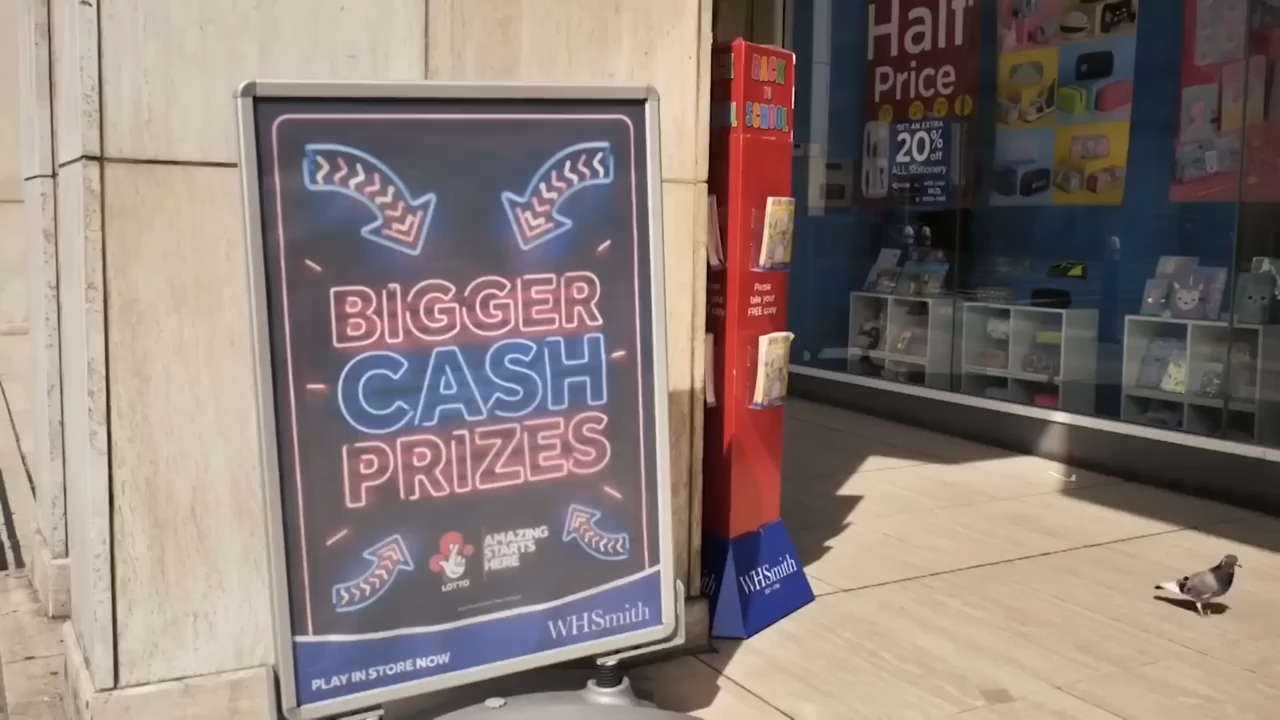 BIGGER
CASH
PRIZES
LOTTO
AMAZING
STARTS
HERE
WHSmith
PLAY IN STORE NOW
BACK
TO
SCHOOL
Please
take your
FREE copy
WHSmith
Half
Price
GET AN EXTRA
20%
off
ALL Stationery